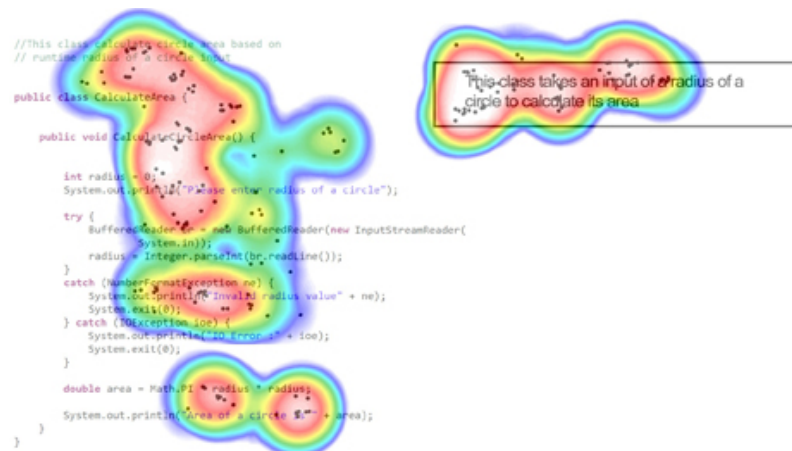 //This class calculate circle area based on
// runtime radius of a circle input
public class CalculateArea {
public void CalculateCircleArea() {
int radius = 0;
System.out.println("Please enter radius of a circle");
try {
BufferedReader br = new BufferedReader(new InputStreamReader(
System.in));
radius = Integer.parseInt(br.readLine());
}
catch (NumberFormatException ne) {
System.out.println("Invalid radius value" + ne);
System.exit(0);
} catch (IOException ioe) {
System.out.println("IO Error :" + ioe);
System.exit(0);
}
double area = Math.PI * radius * radius;
System.out.println("Area of a circle is " + area);
}
}
This class takes an input of a radius of a
circle to calculate its area